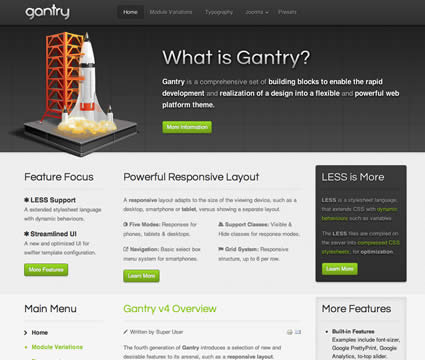 gantry
Home Module Variations Typography Joomla Presets
What is Gantry?
Gantry is a comprehensive set of building blocks to enable the rapid
development and realization of a design into a flexible and powerful web
platform theme.
More Information
Feature Focus
LESS Support
A extended stylesheet language
with dynamic behaviours.
Streamlined UI
A new and optimized UI for
swifter template configuration.
More Features
Powerful Responsive Layout
A responsive layout adapts to the size of the viewing device, such as a
desktop, smartphone or tablet, versus showing a separate layout
Five Modes: Responses for
phones, tablets & desktops.
Support Classes: Visible &
Hide classes for response modes.
Navigation: Basic select box
menu system for smartphones.
Grid System: Responsive
structure, up to 6 per row.
Learn More
LESS is More
LESS is a stylesheet language,
that extends CSS with dynamic
behaviours such as variables
The LESS files are compiled on
the server into compressed CSS
stylesheets, for optimization.
Learn More
Main Menu
Home
Module Variations
Gantry v4 Overview
Written by Super User
The fourth generation of Gantry introduces a selection of new and
desirable features to its arsenal, such as a responsive layout.
More Features
Built-in Features
Examples include font-sizer,
Google PrettyPrint, Google
Analytics, to-top slider.